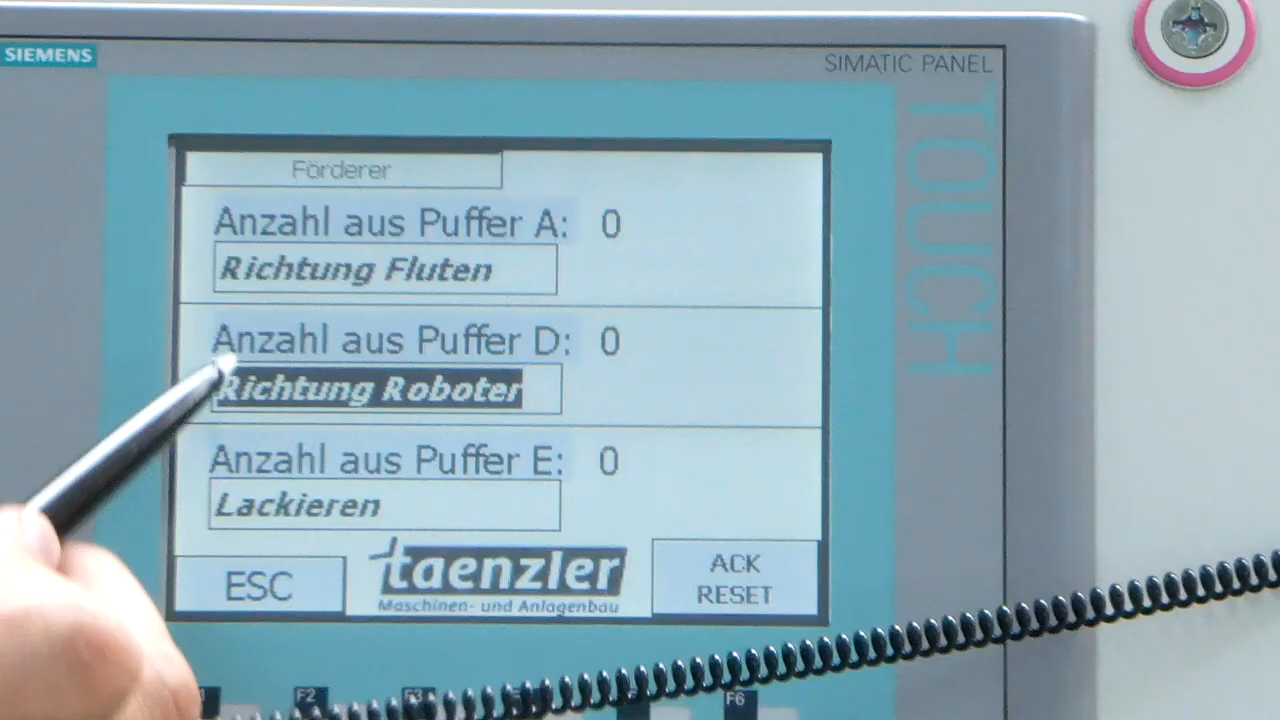 SIEMENS
SIMATIC PANEL
TOUCH
Förderer
Anzahl aus Puffer A: 0
Richtung Fluten
Anzahl aus Puffer D: 0
Richtung Roboter
Anzahl aus Puffer E: 0
Lackieren
ESC
taenzler
Maschinen- und Anlagenbau
ACK
RESET
F2
F3
F6